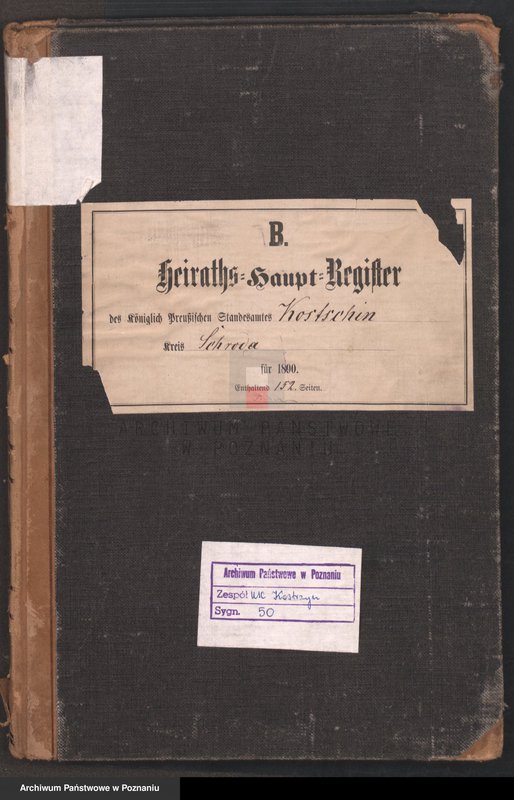 B.
Heiraths-Haupt-Register
des Königlich Preußischen Standesamtes Kostschin
Kreis Schroda
für 1890.
Enthaltend 152. Seiten.
ARCHIWUM PAŃSTWOWE
W POZNANIU
Archiwum Państwowe w Poznaniu
Zespół USC Kostrzyn
Sygn. 50
Archiwum Państwowe w Poznaniu